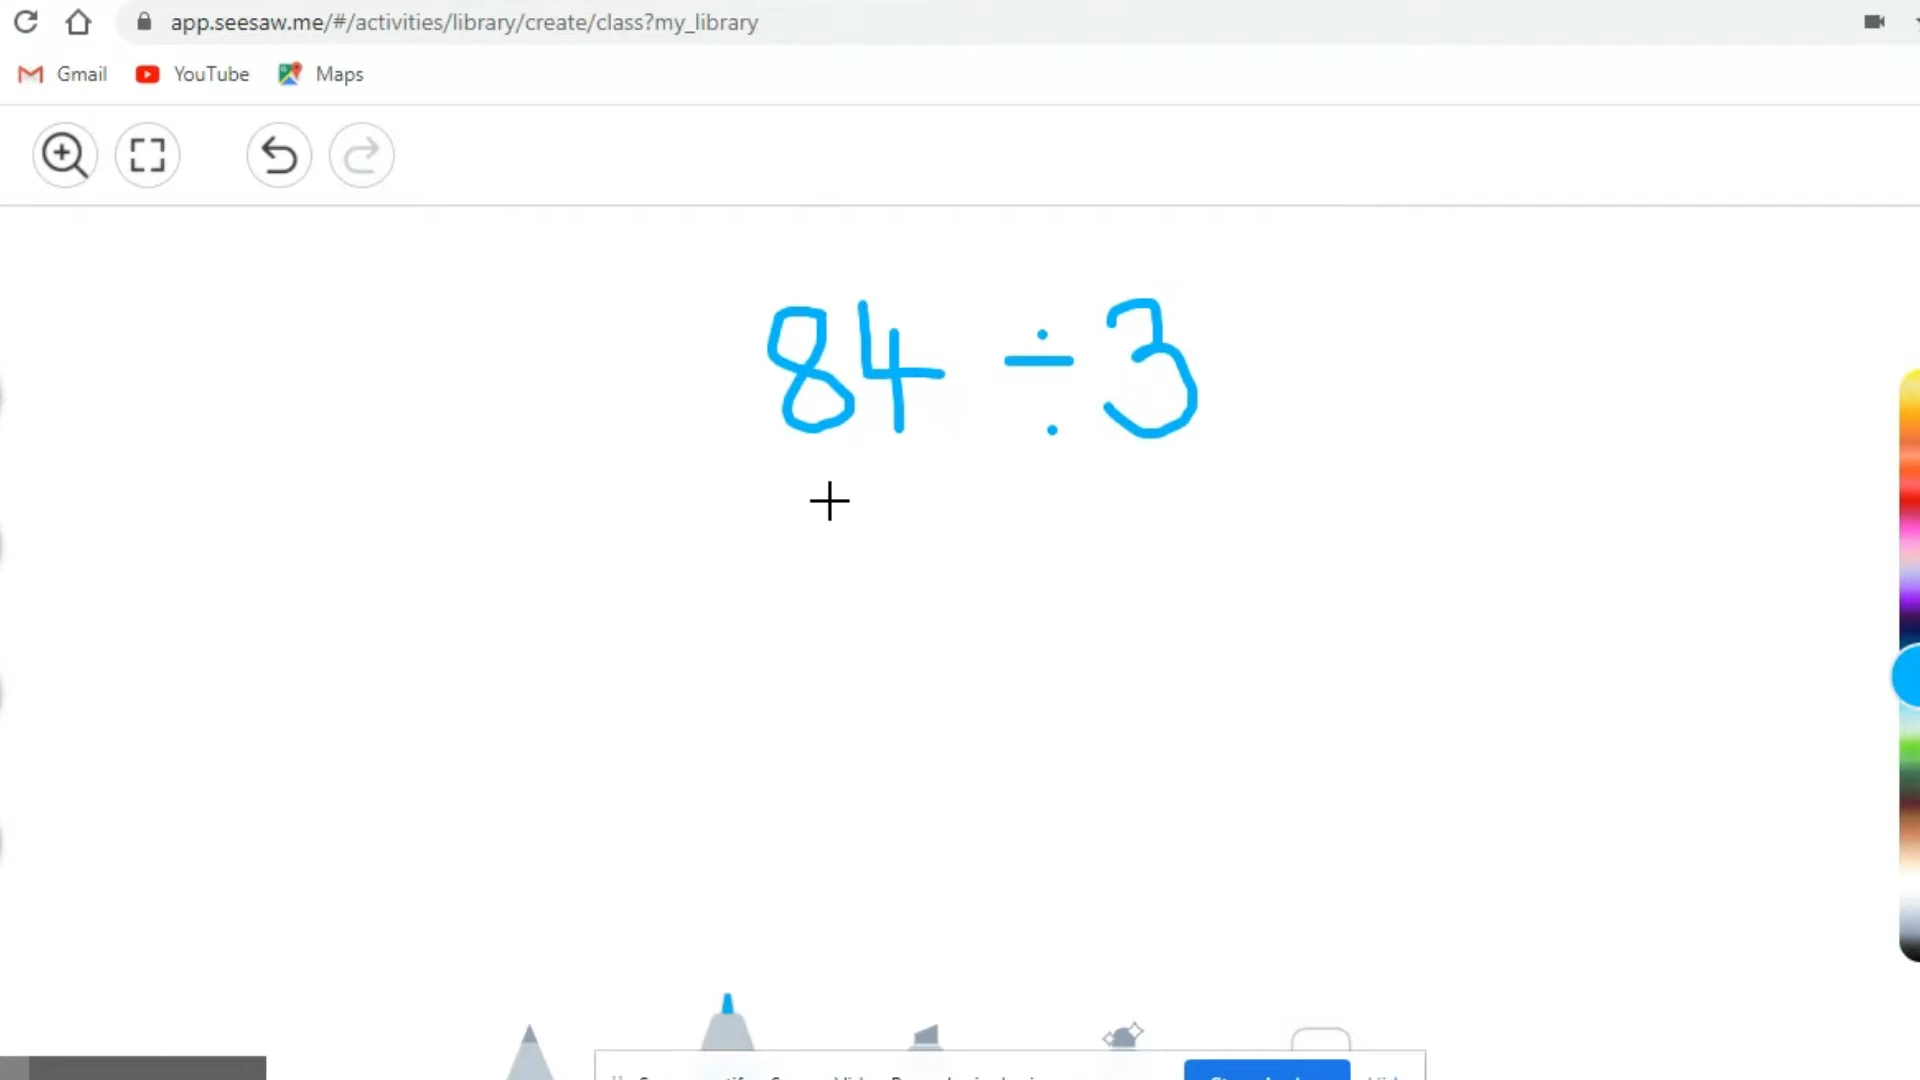 app.seesaw.me/#/activities/library/create/class?my_library
Gmail YouTube Maps
84 ÷ 3